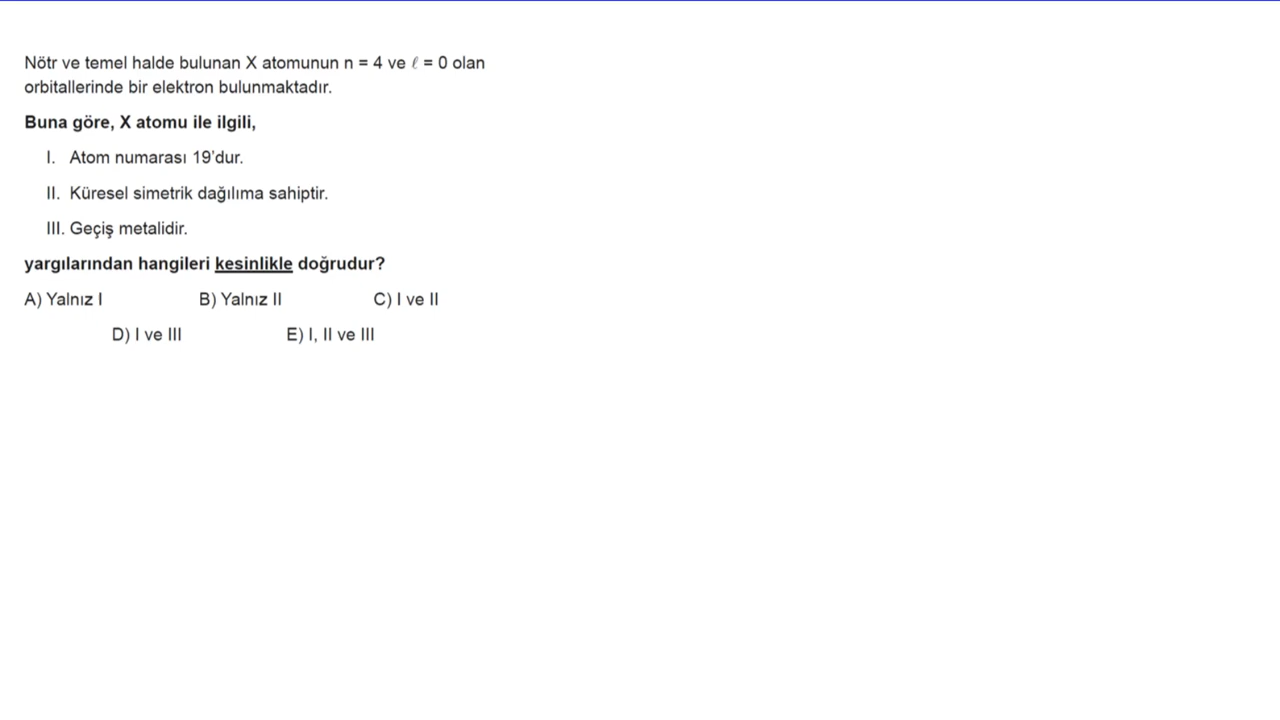 Nötr ve temel halde bulunan X atomunun n = 4 ve ℓ = 0 olan
orbitallerinde bir elektron bulunmaktadır.
Buna göre, X atomu ile ilgili,
I. Atom numarası 19'dur.
II. Küresel simetrik dağılıma sahiptir.
III. Geçiş metalidir.
yargılarından hangileri kesinlikle doğrudur?
A) Yalnız I B) Yalnız II C) I ve II
D) I ve III E) I, II ve III